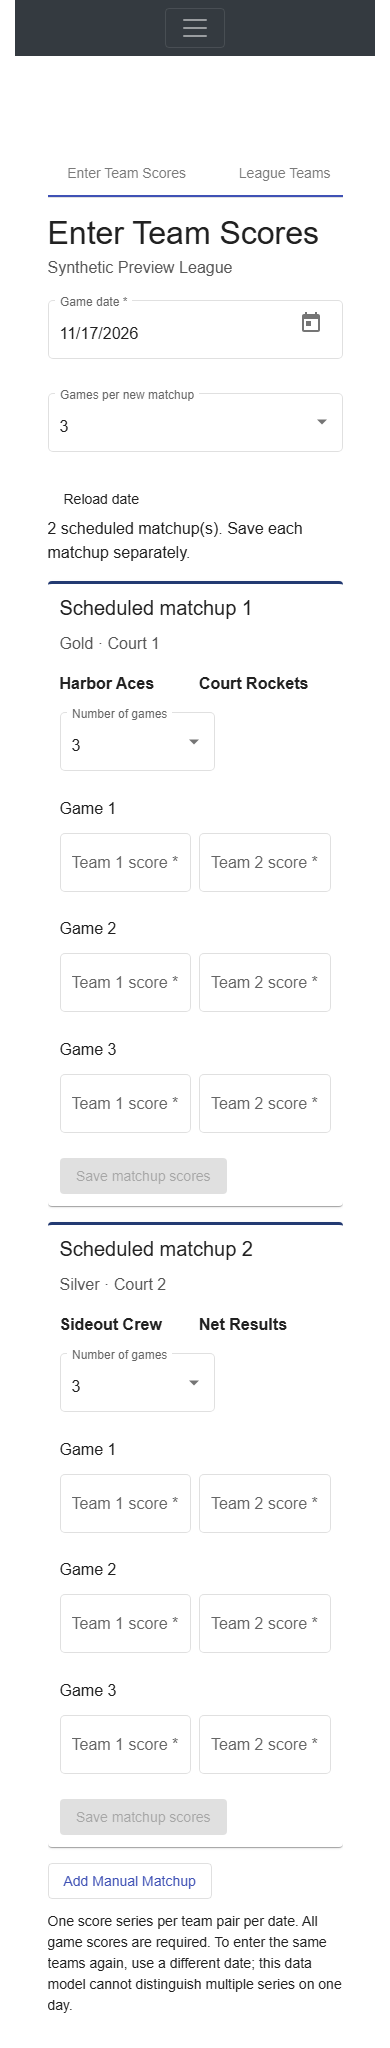 Enter Team Scores
League Teams
Enter Team Scores
Synthetic Preview League
Game date *
11/17/2026
Games per new matchup
3
Reload date
2 scheduled matchup(s). Save each
matchup separately.
Scheduled matchup 1
Gold · Court 1
Harbor Aces
Court Rockets
Number of games
3
Game 1
Team 1 score *
Team 2 score *
Game 2
Team 1 score *
Team 2 score *
Game 3
Team 1 score *
Team 2 score *
Save matchup scores
Scheduled matchup 2
Silver · Court 2
Sideout Crew
Net Results
Number of games
3
Game 1
Team 1 score *
Team 2 score *
Game 2
Team 1 score *
Team 2 score *
Game 3
Team 1 score *
Team 2 score *
Save matchup scores
Add Manual Matchup
One score series per team pair per date. All
game scores are required. To enter the same
teams again, use a different date; this data
model cannot distinguish multiple series on one
day.